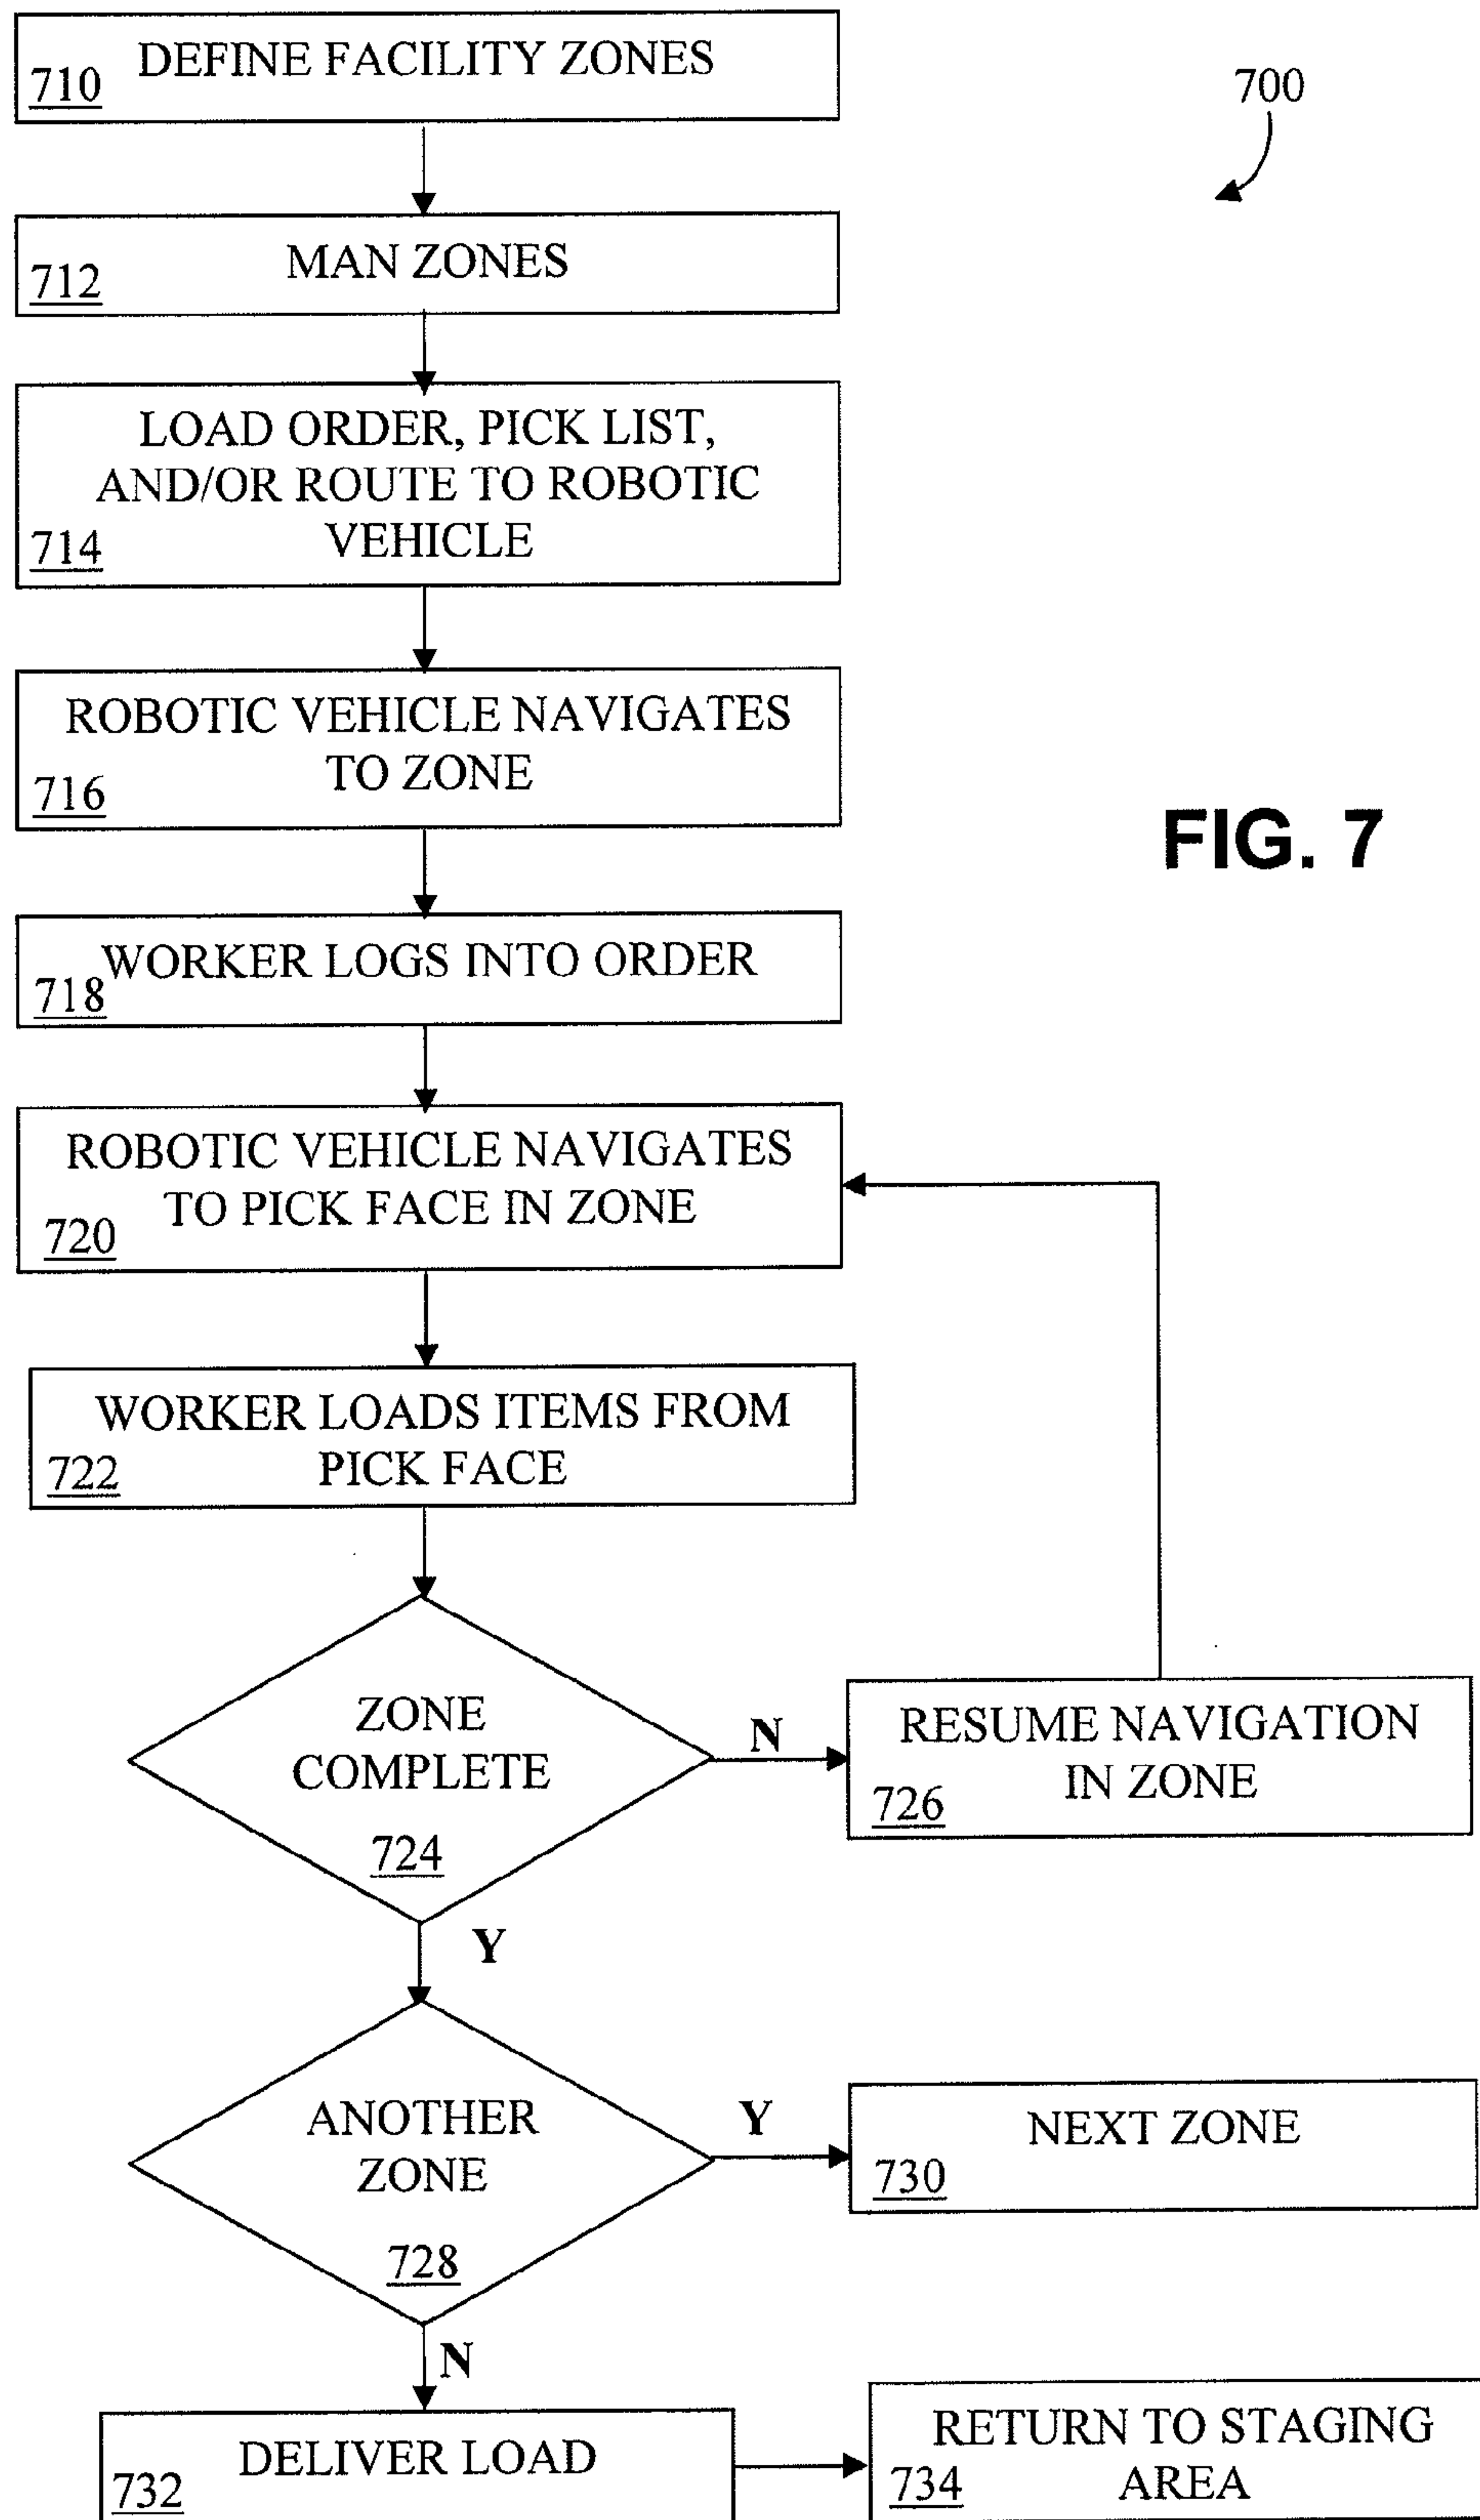 DEFINE FACILITY ZONES
710
700
MAN ZONES
712
LOAD ORDER, PICK LIST,
AND/OR ROUTE TO ROBOTIC
VEHICLE
714
ROBOTIC VEHICLE NAVIGATES
TO ZONE
716
FIG. 7
WORKER LOGS INTO ORDER
718
ROBOTIC VEHICLE NAVIGATES
TO PICK FACE IN ZONE
720
WORKER LOADS ITEMS FROM
PICK FACE
722
ZONE
COMPLETE
724
N
RESUME NAVIGATION
IN ZONE
726
Y
ANOTHER
ZONE
728
Y
NEXT ZONE
730
N
DELIVER LOAD
732
RETURN TO STAGING
AREA
734